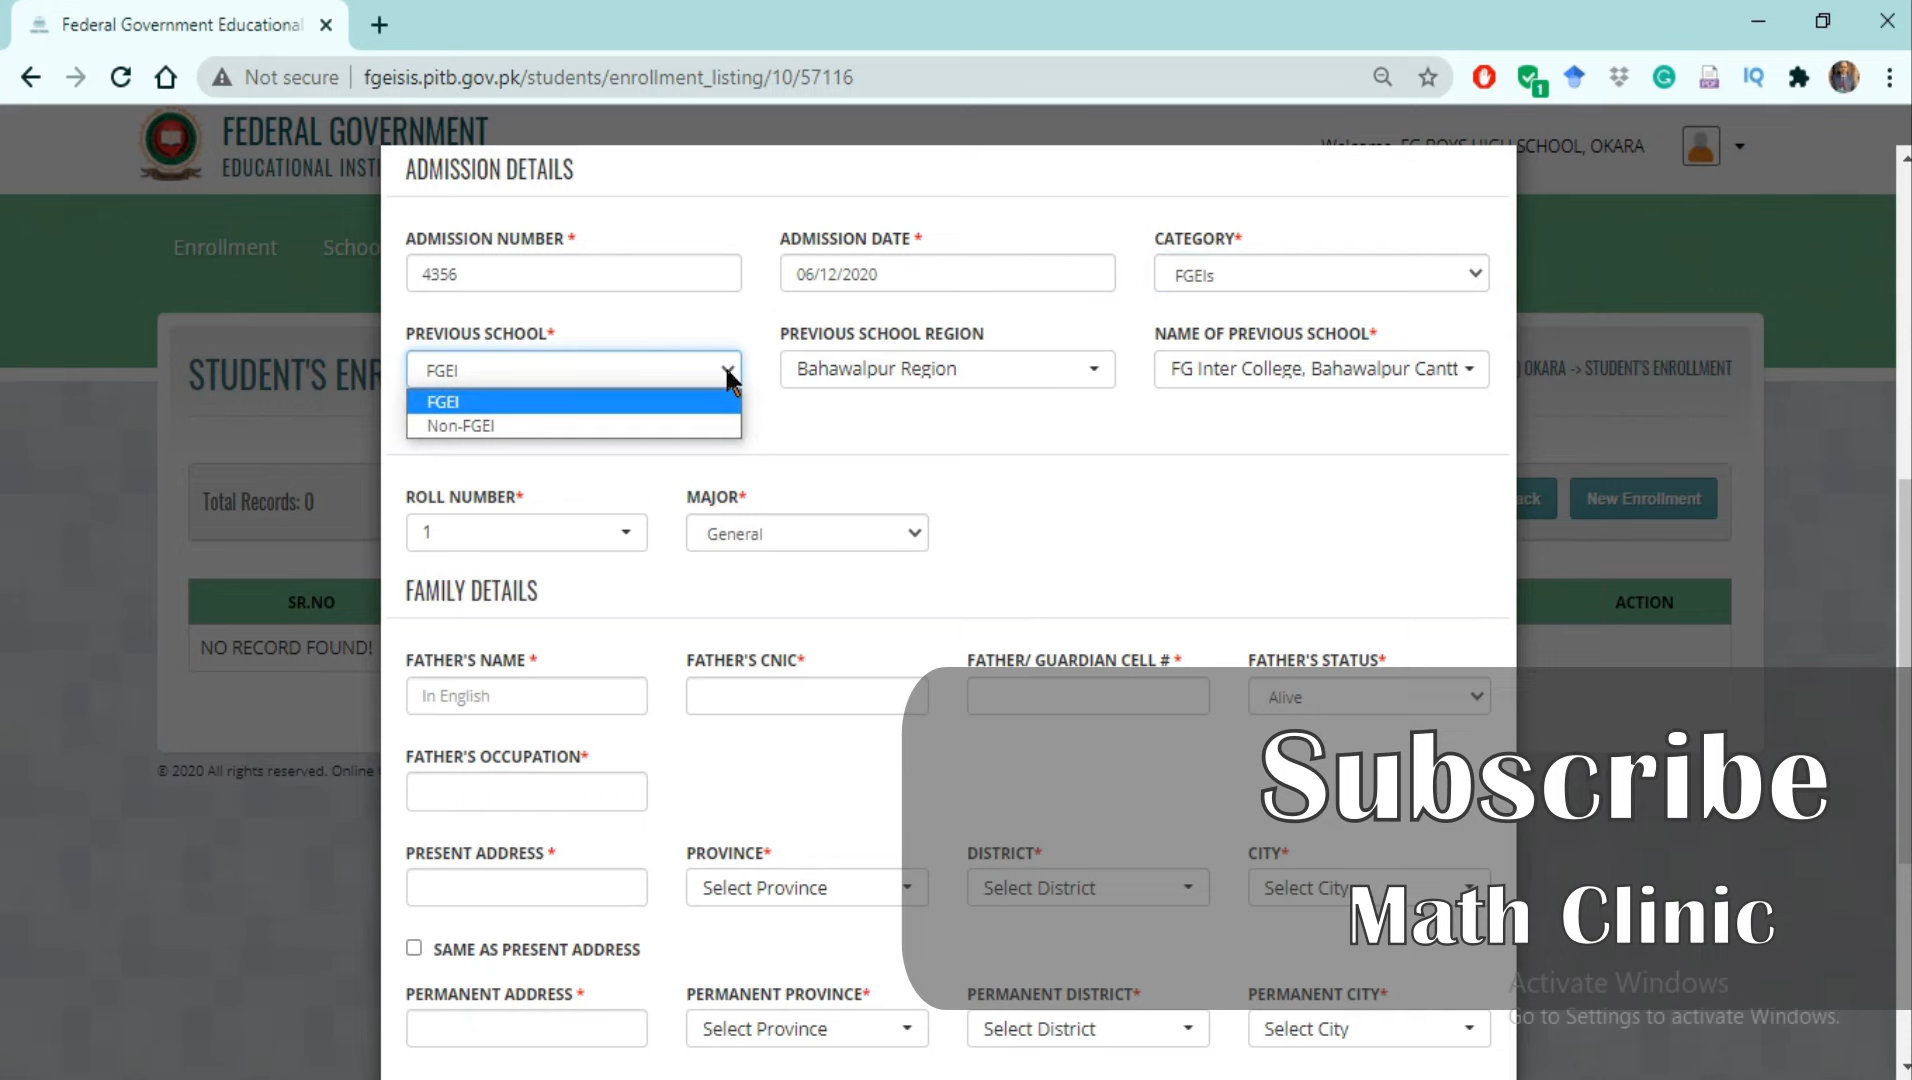 Federal Government Educational
Not secure
fgeisis.pitb.gov.pk/students/enrollment_listing/10/57116
1
IQ
FEDERAL GOVERNMENT
EDUCATIONAL INSTI
SCHOOL, OKARA
Enrollment
Schoo
ADMISSION DETAILS
ADMISSION NUMBER *
ADMISSION DATE *
CATEGORY*
4356
06/12/2020
FGEIs
PREVIOUS SCHOOL*
PREVIOUS SCHOOL REGION
NAME OF PREVIOUS SCHOOL*
FGEI
Bahawalpur Region
FG Inter College, Bahawalpur Cantt
FGEI
Non-FGEI
STUDENT'S ENR
OKARA -> STUDENT'S ENROLLMENT
Total Records: 0
ack
New Enrollment
ROLL NUMBER*
MAJOR*
1
General
FAMILY DETAILS
SR.NO
ACTION
NO RECORD FOUND!
FATHER'S NAME *
FATHER'S CNIC*
FATHER/ GUARDIAN CELL # *
FATHER'S STATUS*
In English
Alive
FATHER'S OCCUPATION*
© 2020 All rights reserved. Online
Subscribe
PRESENT ADDRESS *
PROVINCE*
DISTRICT*
CITY*
Select Province
Select District
Select City
Math Clinic
SAME AS PRESENT ADDRESS
PERMANENT ADDRESS *
PERMANENT PROVINCE*
PERMANENT DISTRICT*
PERMANENT CITY*
Select Province
Select District
Select City
Activate Windows
Go to Settings to activate Windows.